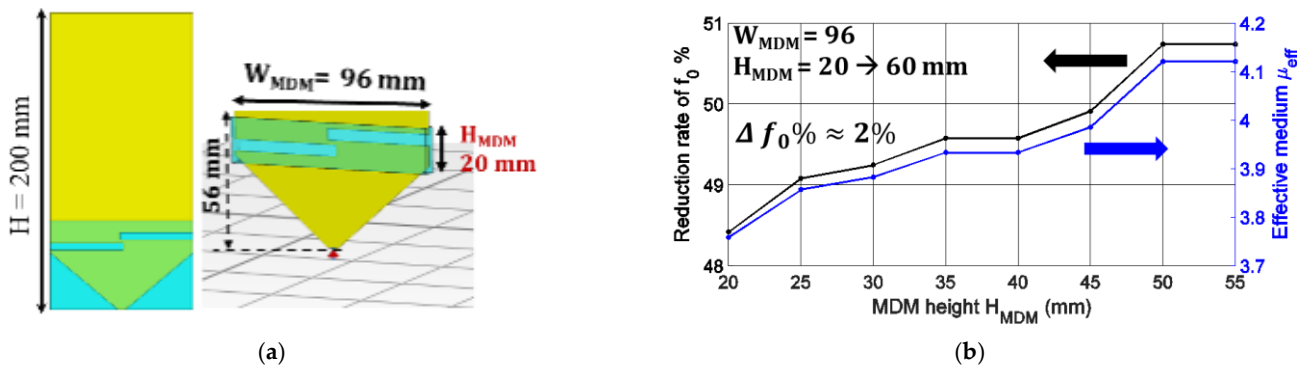 H = 200 mm
W_MDM = 96 mm
56 mm
H_MDM
20 mm
(a)
Reduction rate of f_0 %
51
50
49
48
W_MDM = 96
H_MDM = 20 → 60 mm
Δ f_0% ≈ 2%
20 25 30 35 40 45 50 55
MDM height H_MDM (mm)
4.2
4.1
4
3.9
3.8
3.7
Effective medium μ_eff
(b)